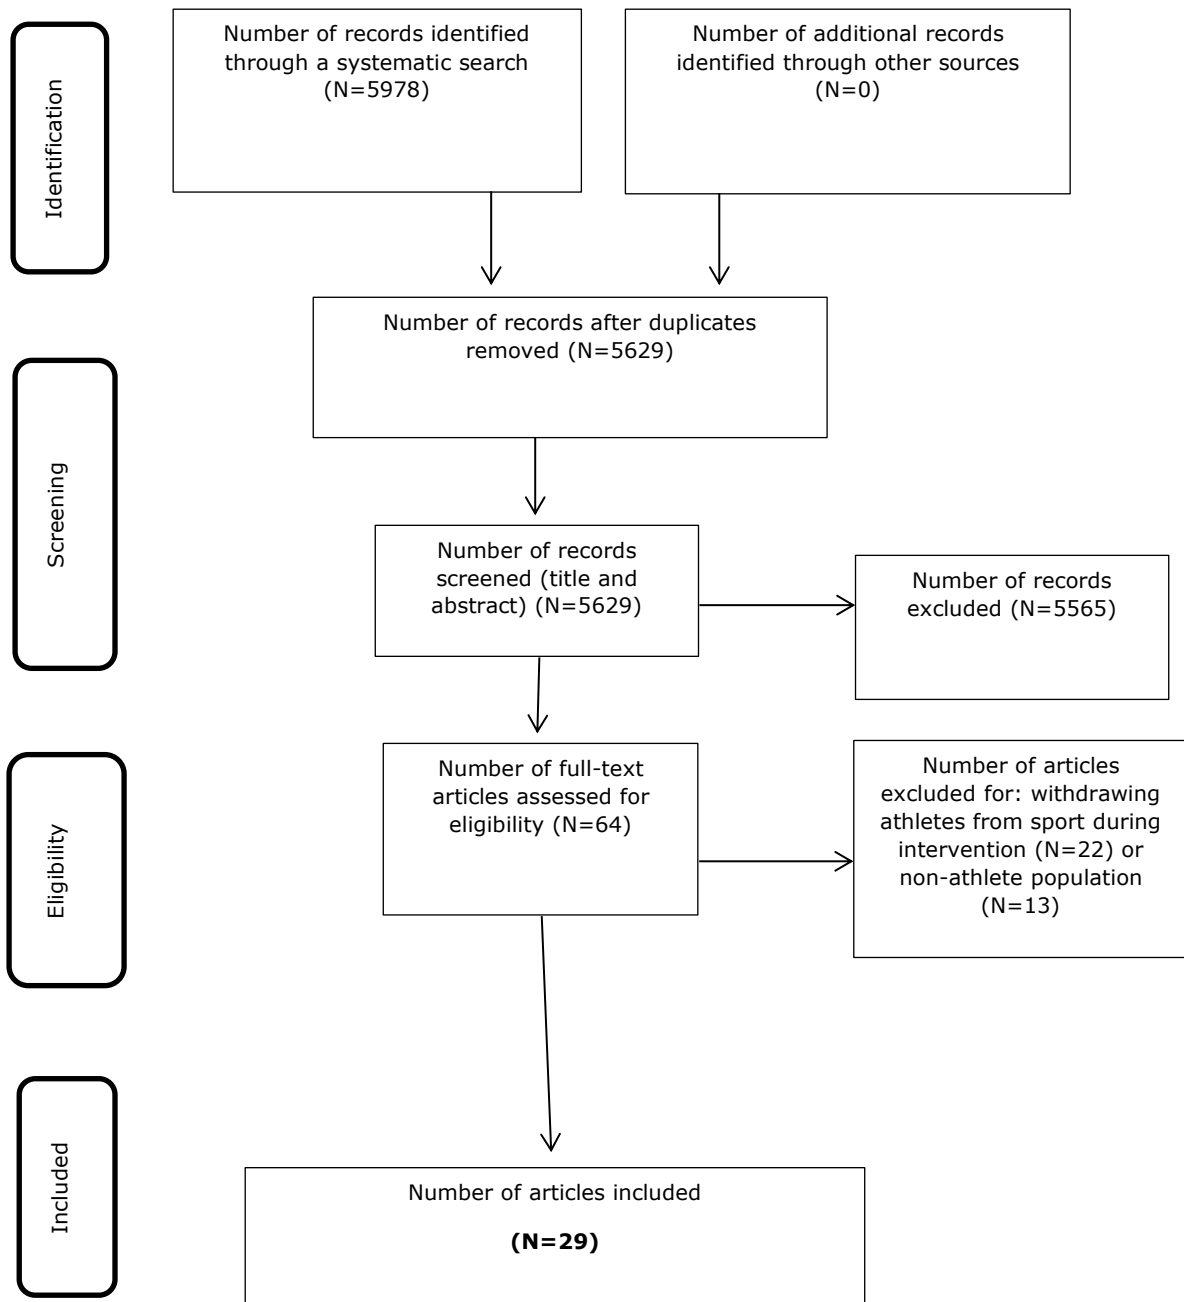 Identification
Number of records identified
through a systematic search
(N=5978)
Number of additional records
identified through other sources
(N=0)
Number of records after duplicates
removed (N=5629)
Screening
Number of records
screened (title and
abstract) (N=5629)
Number of records
excluded (N=5565)
Eligibility
Number of full-text
articles assessed for
eligibility (N=64)
Number of articles
excluded for: withdrawing
athletes from sport during
intervention (N=22) or
non-athlete population
(N=13)
Included
Number of articles included
(N=29)